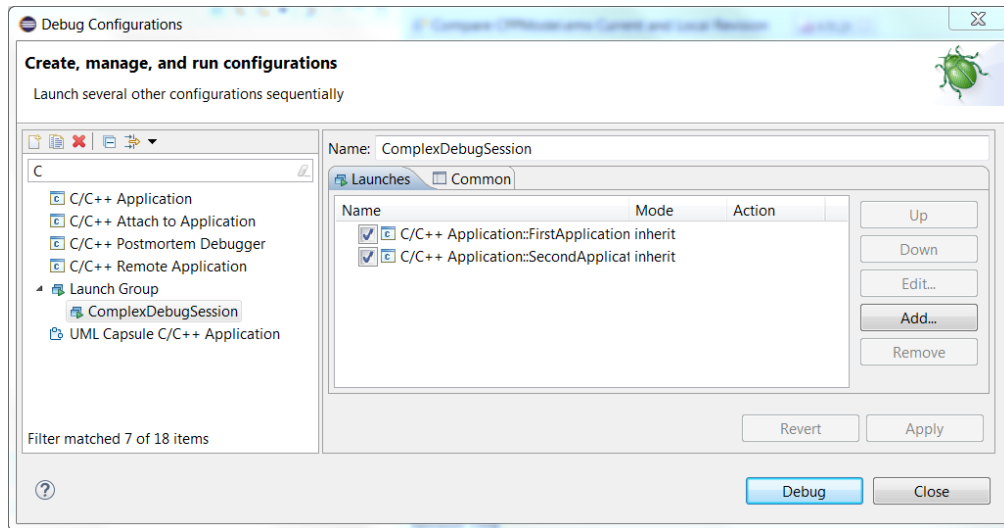 Debug Configurations
Create, manage, and run configurations
Launch several other configurations sequentially
C
C/C++ Application
C/C++ Attach to Application
C/C++ Postmortem Debugger
C/C++ Remote Application
Launch Group
ComplexDebugSession
UML Capsule C/C++ Application
Filter matched 7 of 18 items
Name: ComplexDebugSession
Launches Common
Name Mode Action
C/C++ Application::FirstApplication inherit
C/C++ Application::SecondApplicat inherit
Up
Down
Edit...
Add...
Remove
Revert Apply
Debug Close